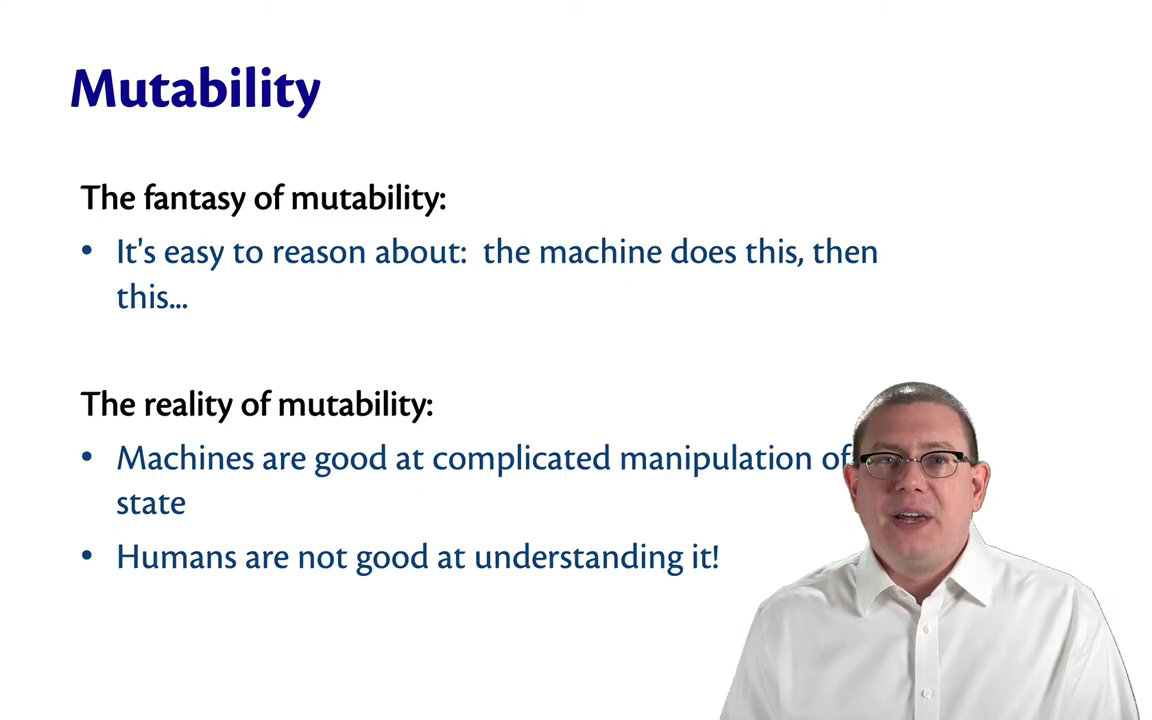 Mutability
The fantasy of mutability:
• It's easy to reason about:  the machine does this, then
this...
The reality of mutability:
• Machines are good at complicated manipulation of
state
• Humans are not good at understanding it!